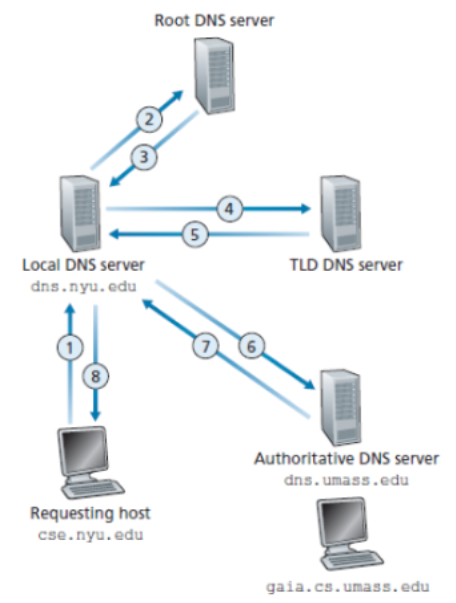 Root DNS server
2
3
4
5
Local DNS server
dns.nyu.edu
TLD DNS server
1
8
7
6
Authoritative DNS server
dns.umass.edu
Requesting host
cse.nyu.edu
gaia.cs.umass.edu